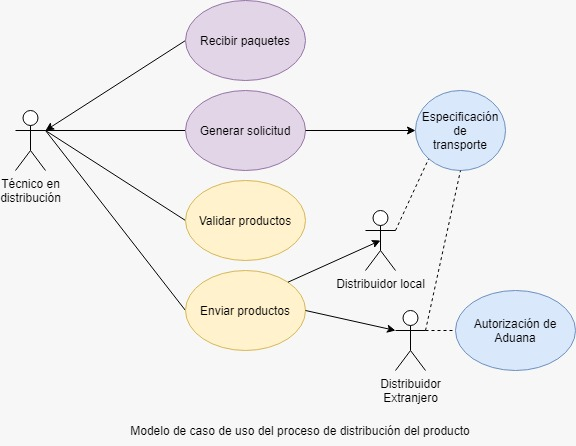 Recibir paquetes
Generar solicitud
Especificación
de
transporte
Técnico en
distribución
Validar productos
Distribuidor local
Enviar productos
Autorización de
Aduana
Distribuidor
Extranjero
Modelo de caso de uso del proceso de distribución del producto